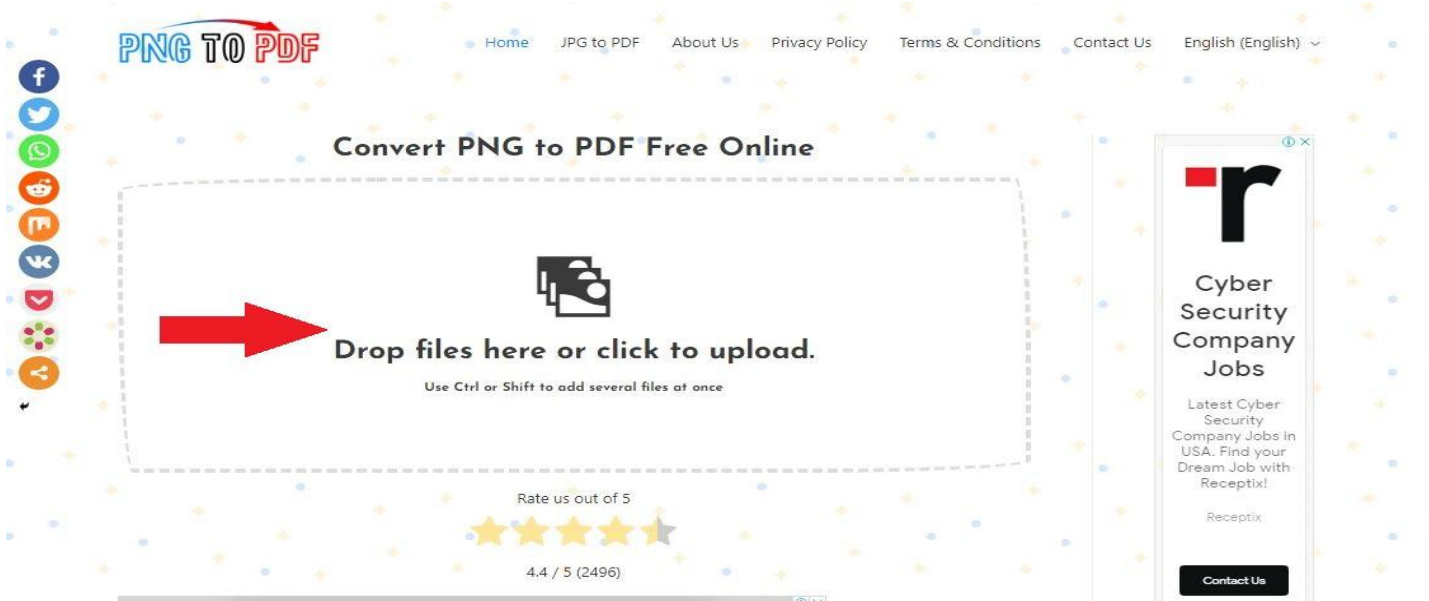 PNG TO PDF
Home JPG to PDF About Us Privacy Policy Terms & Conditions Contact Us English (English)
Convert PNG to PDF Free Online
Drop files here or click to upload.
Use Ctrl or Shift to add several files at once
Rate us out of 5
4.4 / 5 (2496)
r
Cyber
Security
Company
Jobs
Latest Cyber
Security
Company Jobs in
USA. Find your
Dream Job with
Receptix!
Receptix
Contact Us